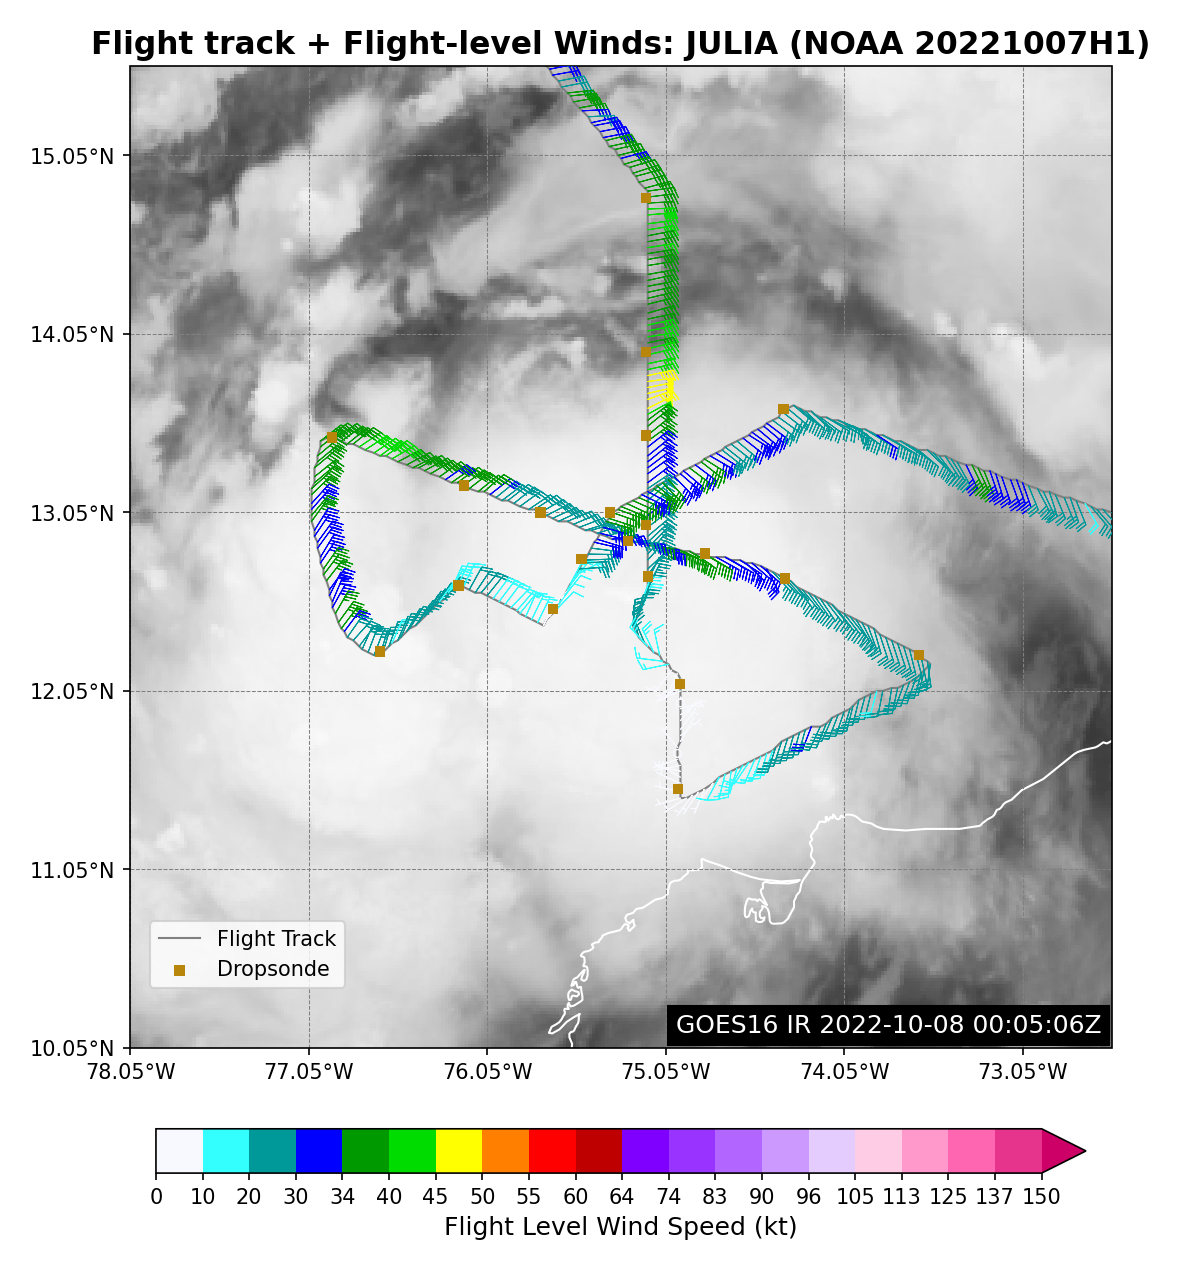 Flight track + Flight-level Winds: JULIA (NOAA 20221007H1)
15.05°N
14.05°N
13.05°N
12.05°N
11.05°N
10.05°N
Flight Track
Dropsonde
GOES16 IR 2022-10-08 00:05:06Z
78.05°W 77.05°W 76.05°W 75.05°W 74.05°W 73.05°W
0 10 20 30 34 40 45 50 55 60 64 74 83 90 96 105 113 125 137 150
Flight Level Wind Speed (kt)